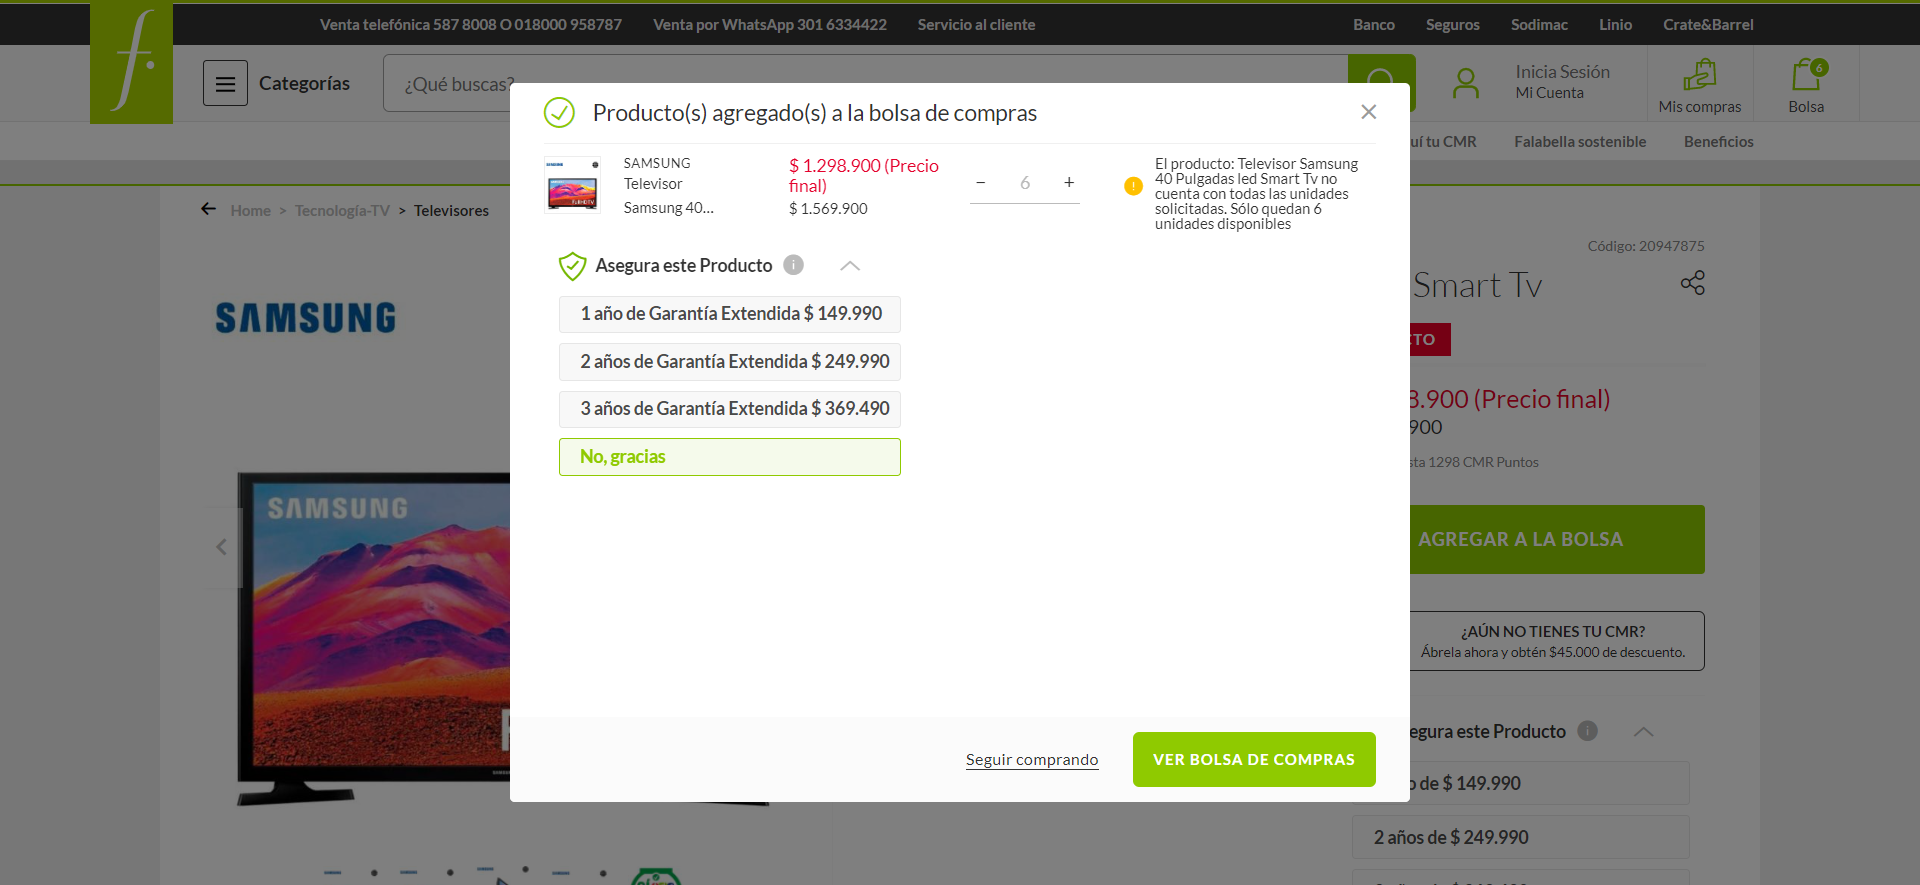 Venta telefónica 587 8008 O 018000 958787
Venta por WhatsApp 301 6334422
Servicio al cliente
Banco
Seguros
Sodimac
Linio
Crate&Barrel
f.
Categorías
¿Qué buscas?
Inicia Sesión
Mi Cuenta
Mis compras
6
Bolsa
tu CMR
Falabella sostenible
Beneficios
Home > Tecnología-TV > Televisores
Producto(s) agregado(s) a la bolsa de compras
SAMSUNG
Televisor
Samsung 40...
$ 1.298.900 (Precio
final)
$ 1.569.900
− 6 +
El producto: Televisor Samsung
40 Pulgadas led Smart Tv no
cuenta con todas las unidades
solicitadas. Sólo quedan 6
unidades disponibles
Asegura este Producto
1 año de Garantía Extendida $ 149.990
2 años de Garantía Extendida $ 249.990
3 años de Garantía Extendida $ 369.490
No, gracias
Seguir comprando
VER BOLSA DE COMPRAS
SAMSUNG
SAMSUNG
Código: 20947875
Smart Tv
CTO
8.900 (Precio final)
900
sta 1298 CMR Puntos
AGREGAR A LA BOLSA
¿AÚN NO TIENES TU CMR?
Ábrela ahora y obtén $45.000 de descuento.
egura este Producto
o de $ 149.990
2 años de $ 249.990